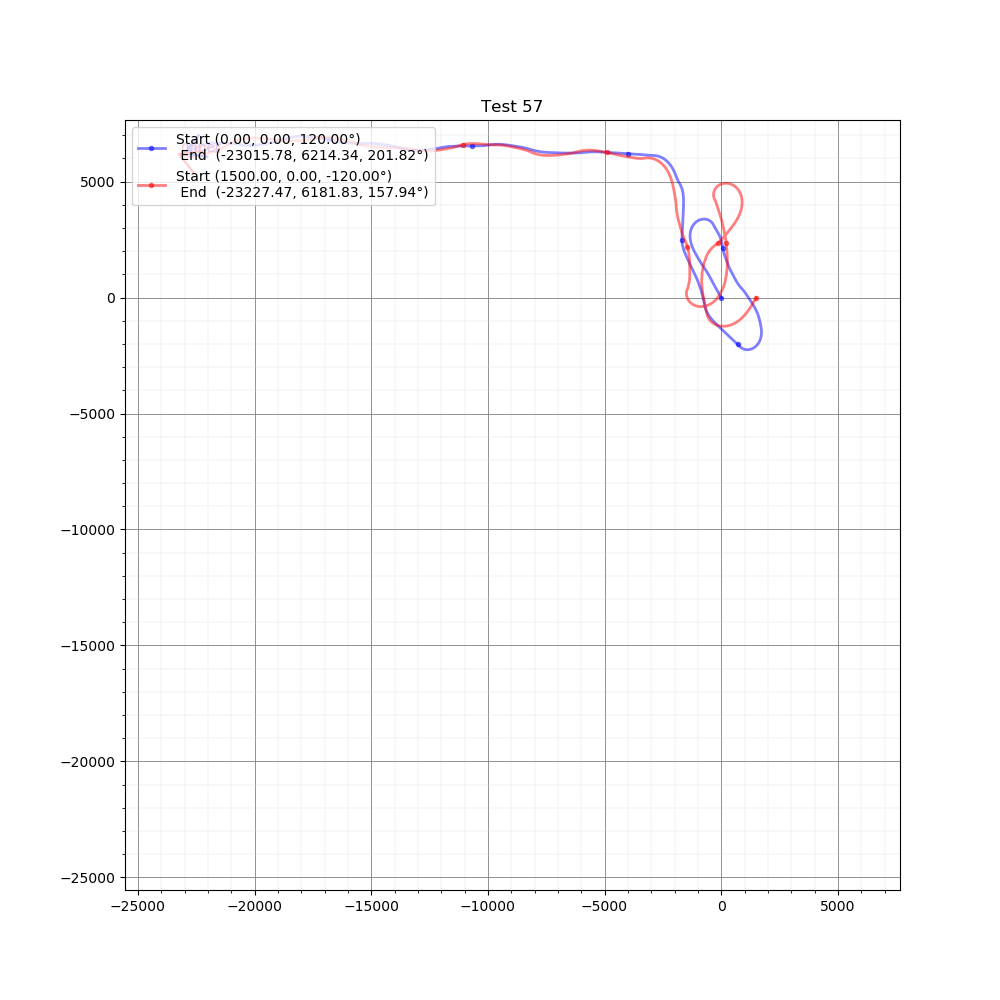 Test 57
Start (0.00, 0.00, 120.00°)
End  (-23015.78, 6214.34, 201.82°)
Start (1500.00, 0.00, -120.00°)
End  (-23227.47, 6181.83, 157.94°)
5000
0
−5000
−10000
−15000
−20000
−25000
−25000 −20000 −15000 −10000 −5000 0 5000